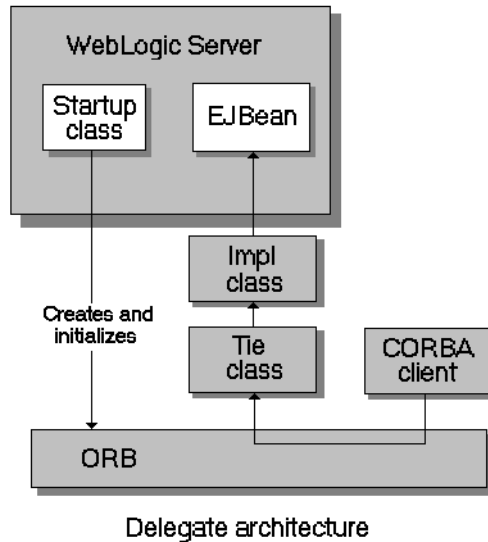 WebLogic Server
Startup
class
EJBean
Impl
class
Creates and
initializes
Tie
class
CORBA
client
ORB
Delegate architecture